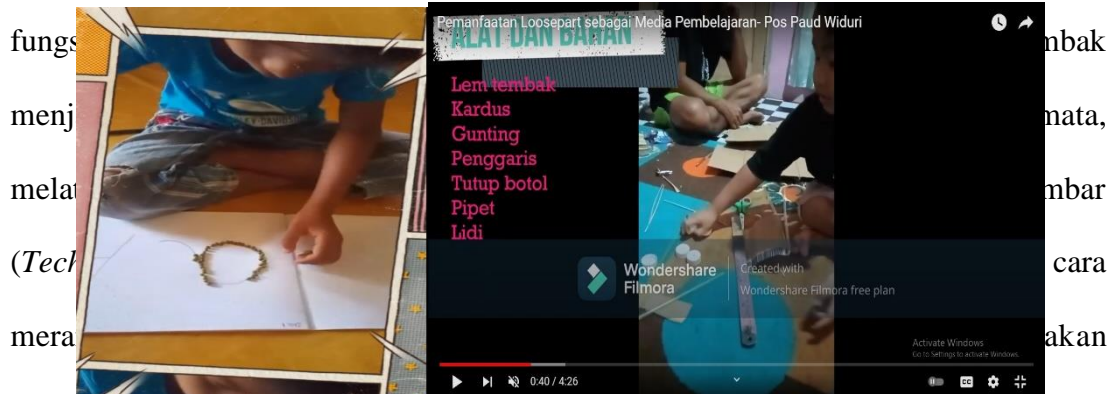 Pemanfaatan Loosepart sebagai Media Pembelajaran- Pos Paud Widuri
ALAT DAN BAHAN
Lem tembak
Kardus
Gunting
Penggaris
Tutup botol
Pipet
Lidi
Wondershare
Filmora
Created with
Wondershare Filmora free plan
Activate Windows
Go to Settings to activate Windows.
0:40 / 4:26
fungs mbak
menj mata,
melat mbar
(Tech cara
mera akan